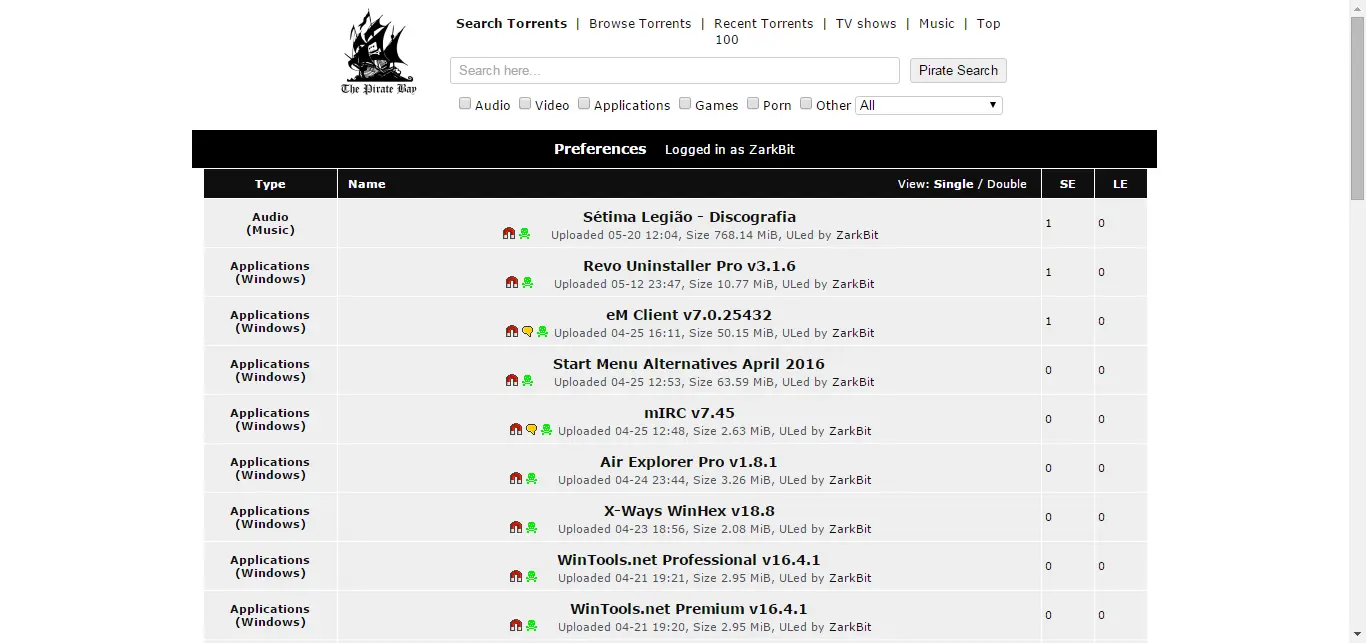 Search Torrents | Browse Torrents | Recent Torrents | TV shows | Music | Top
100
The Pirate Bay
Search here... Pirate Search
Audio Video Applications Games Porn Other All
Preferences Logged in as ZarkBit
Type Name View: Single / Double SE LE
Audio
(Music)
Sétima Legião - Discografia
Uploaded 05-20 12:04, Size 768.14 MiB, ULed by ZarkBit
1 0
Applications
(Windows)
Revo Uninstaller Pro v3.1.6
Uploaded 05-12 23:47, Size 10.77 MiB, ULed by ZarkBit
1 0
Applications
(Windows)
eM Client v7.0.25432
Uploaded 04-25 16:11, Size 50.15 MiB, ULed by ZarkBit
1 0
Applications
(Windows)
Start Menu Alternatives April 2016
Uploaded 04-25 12:53, Size 63.59 MiB, ULed by ZarkBit
0 0
Applications
(Windows)
mIRC v7.45
Uploaded 04-25 12:48, Size 2.63 MiB, ULed by ZarkBit
0 0
Applications
(Windows)
Air Explorer Pro v1.8.1
Uploaded 04-24 23:44, Size 3.26 MiB, ULed by ZarkBit
0 0
Applications
(Windows)
X-Ways WinHex v18.8
Uploaded 04-23 18:56, Size 2.08 MiB, ULed by ZarkBit
0 0
Applications
(Windows)
WinTools.net Professional v16.4.1
Uploaded 04-21 19:21, Size 2.95 MiB, ULed by ZarkBit
0 0
Applications
(Windows)
WinTools.net Premium v16.4.1
Uploaded 04-21 19:20, Size 2.95 MiB, ULed by ZarkBit
0 0